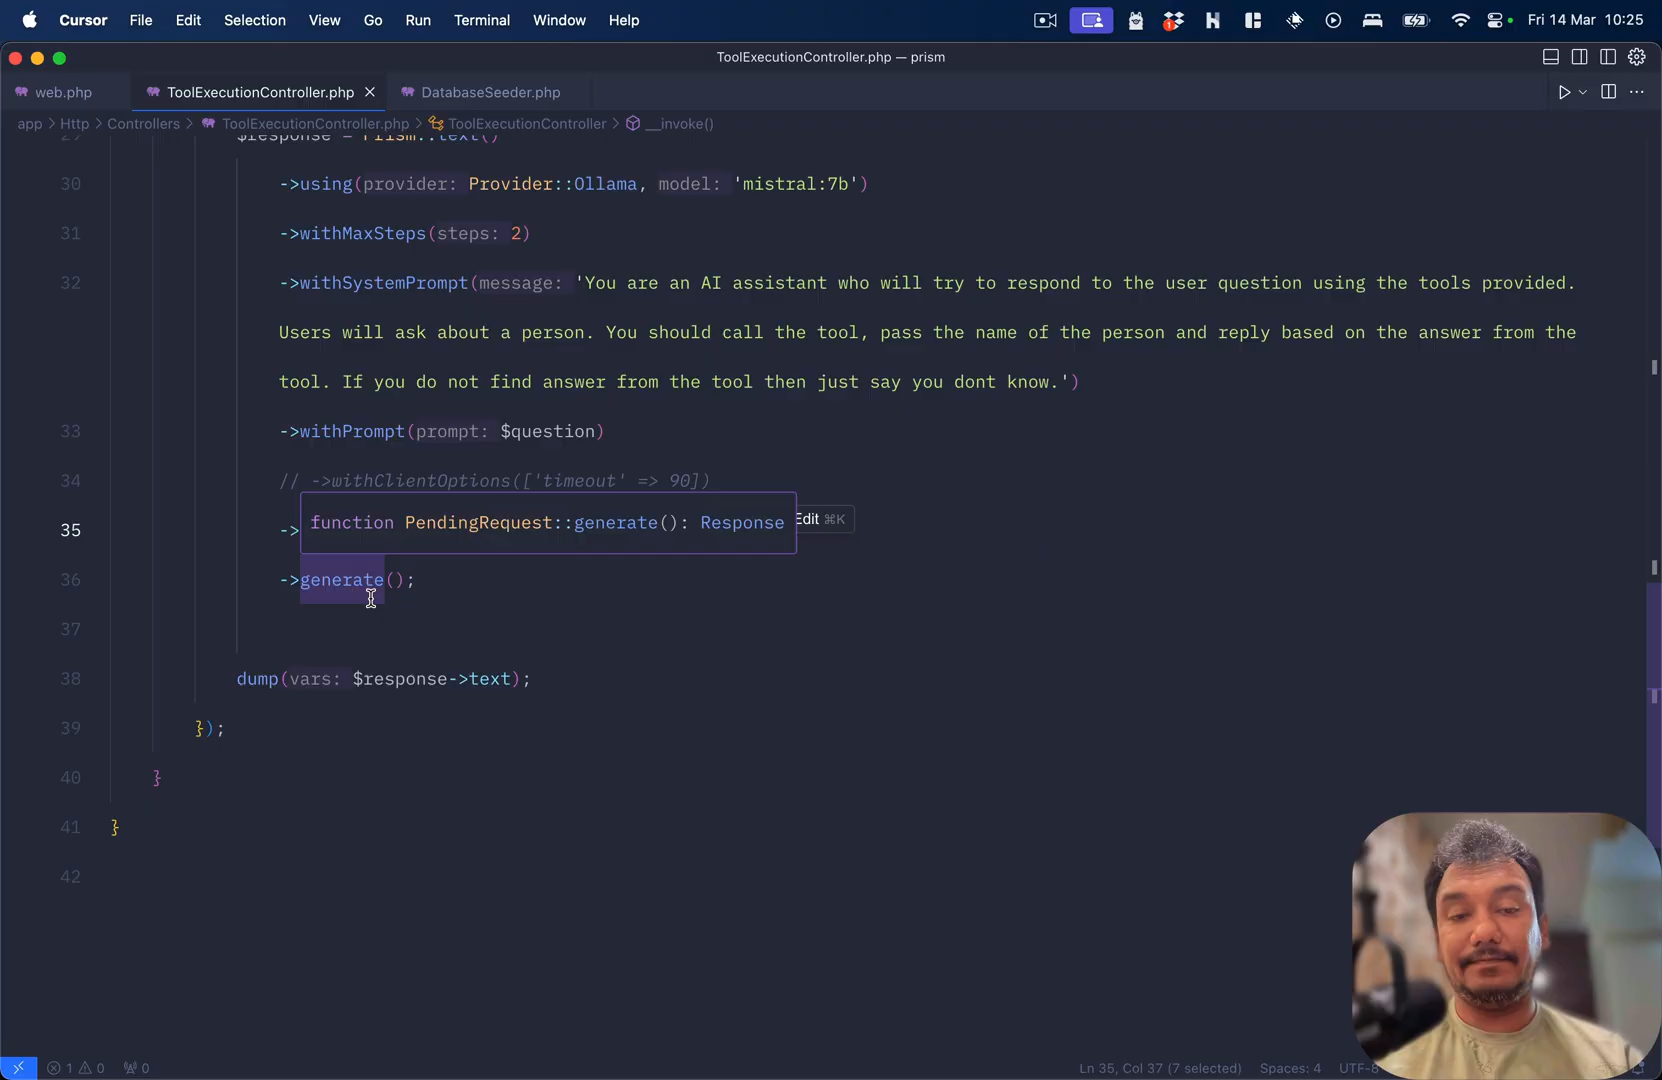 Cursor File Edit Selection View Go Run Terminal Window Help
1
Fri 14 Mar 10:25
ToolExecutionController.php — prism
web.php
ToolExecutionController.php
DatabaseSeeder.php
app > Http > Controllers > ToolExecutionController.php > ToolExecutionController > __invoke()
29 $response = Prism::text()
30 ->using(provider: Provider::Ollama, model: 'mistral:7b')
31 ->withMaxSteps(steps: 2)
32 ->withSystemPrompt(message: 'You are an AI assistant who will try to respond to the user question using the tools provided.
Users will ask about a person. You should call the tool, pass the name of the person and reply based on the answer from the
tool. If you do not find answer from the tool then just say you dont know.')
33 ->withPrompt(prompt: $question)
34 // ->withClientOptions(['timeout' => 90])
function PendingRequest::generate(): Response
Edit ⌘K
35 ->
36 ->generate();
37
38 dump(vars: $response->text);
39 });
40 }
41 }
42
1 0 0
Ln 35, Col 37 (7 selected) Spaces: 4 UTF-8